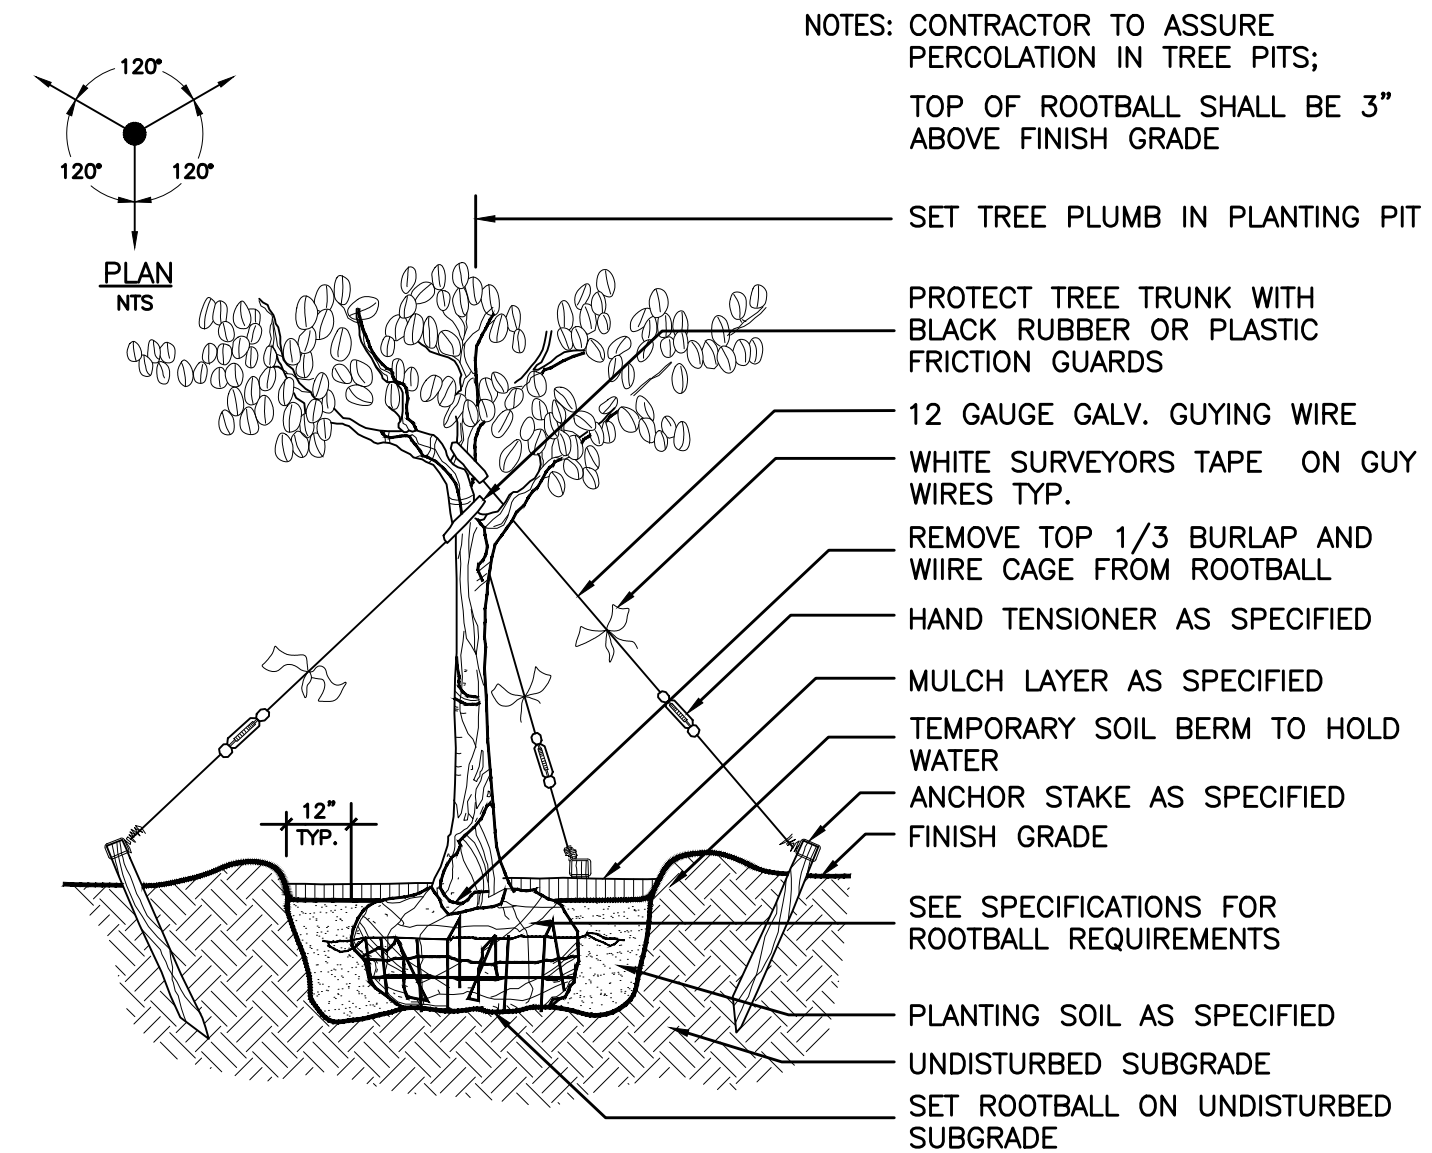 NOTES: CONTRACTOR TO ASSURE
PERCOLATION IN TREE PITS;
TOP OF ROOTBALL SHALL BE 3”
ABOVE FINISH GRADE
120°
120°
120°
PLAN
NTS
SET TREE PLUMB IN PLANTING PIT
PROTECT TREE TRUNK WITH
BLACK RUBBER OR PLASTIC
FRICTION GUARDS
12 GAUGE GALV. GUYING WIRE
WHITE SURVEYORS TAPE ON GUY
WIRES TYP.
REMOVE TOP 1/3 BURLAP AND
WIIRE CAGE FROM ROOTBALL
HAND TENSIONER AS SPECIFIED
MULCH LAYER AS SPECIFIED
TEMPORARY SOIL BERM TO HOLD
WATER
ANCHOR STAKE AS SPECIFIED
12”
TYP.
FINISH GRADE
SEE SPECIFICATIONS FOR
ROOTBALL REQUIREMENTS
PLANTING SOIL AS SPECIFIED
UNDISTURBED SUBGRADE
SET ROOTBALL ON UNDISTURBED
SUBGRADE